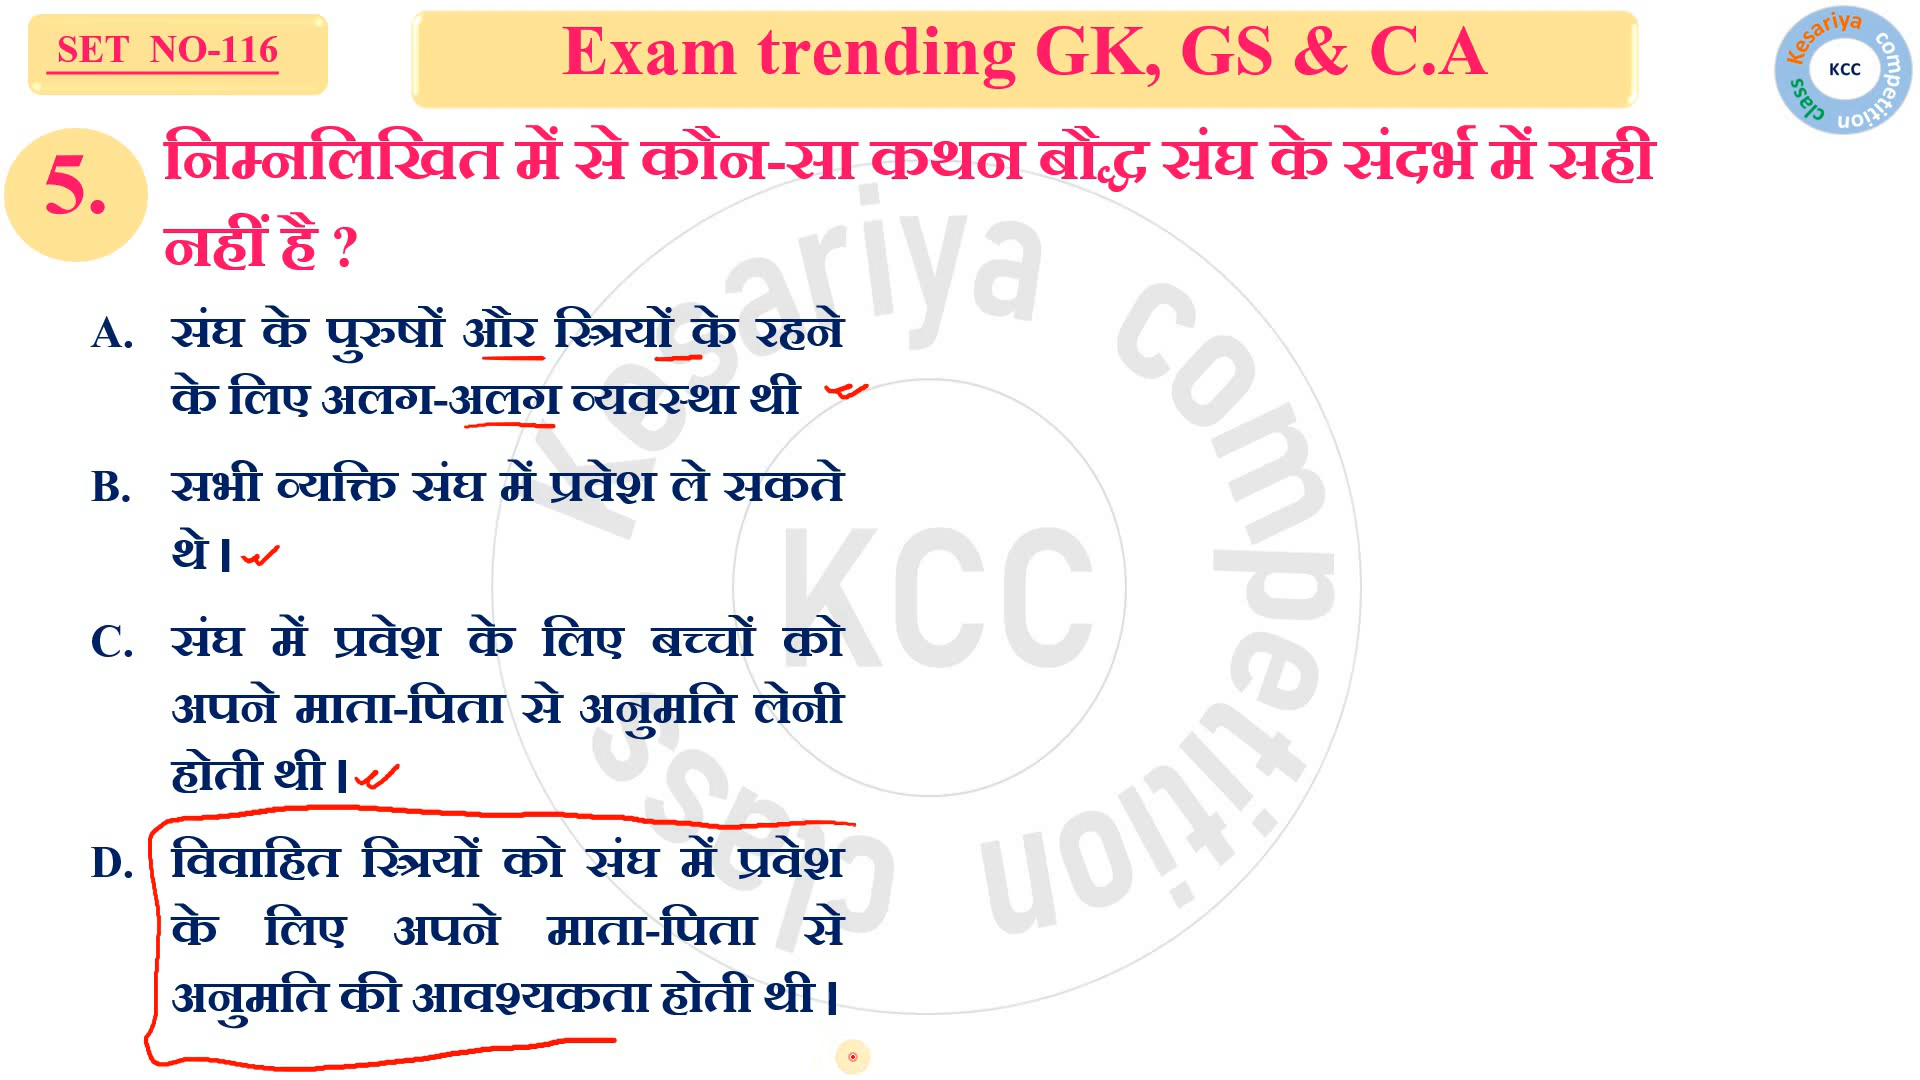 SET NO-116
Exam trending GK, GS & C.A
Kesariya competition class
KCC
5.
निम्नलिखित में से कौन-सा कथन बौद्ध संघ के संदर्भ में सही
नहीं है ?
A. संघ के पुरुषों और स्त्रियों के रहने
के लिए अलग-अलग व्यवस्था थी
B. सभी व्यक्ति संघ में प्रवेश ले सकते
थे।
C. संघ में प्रवेश के लिए बच्चों को
अपने माता-पिता से अनुमति लेनी
होती थी।
D. विवाहित स्त्रियों को संघ में प्रवेश
के लिए अपने माता-पिता से
अनुमति की आवश्यकता होती थी।
Kesariya competition class
KCC